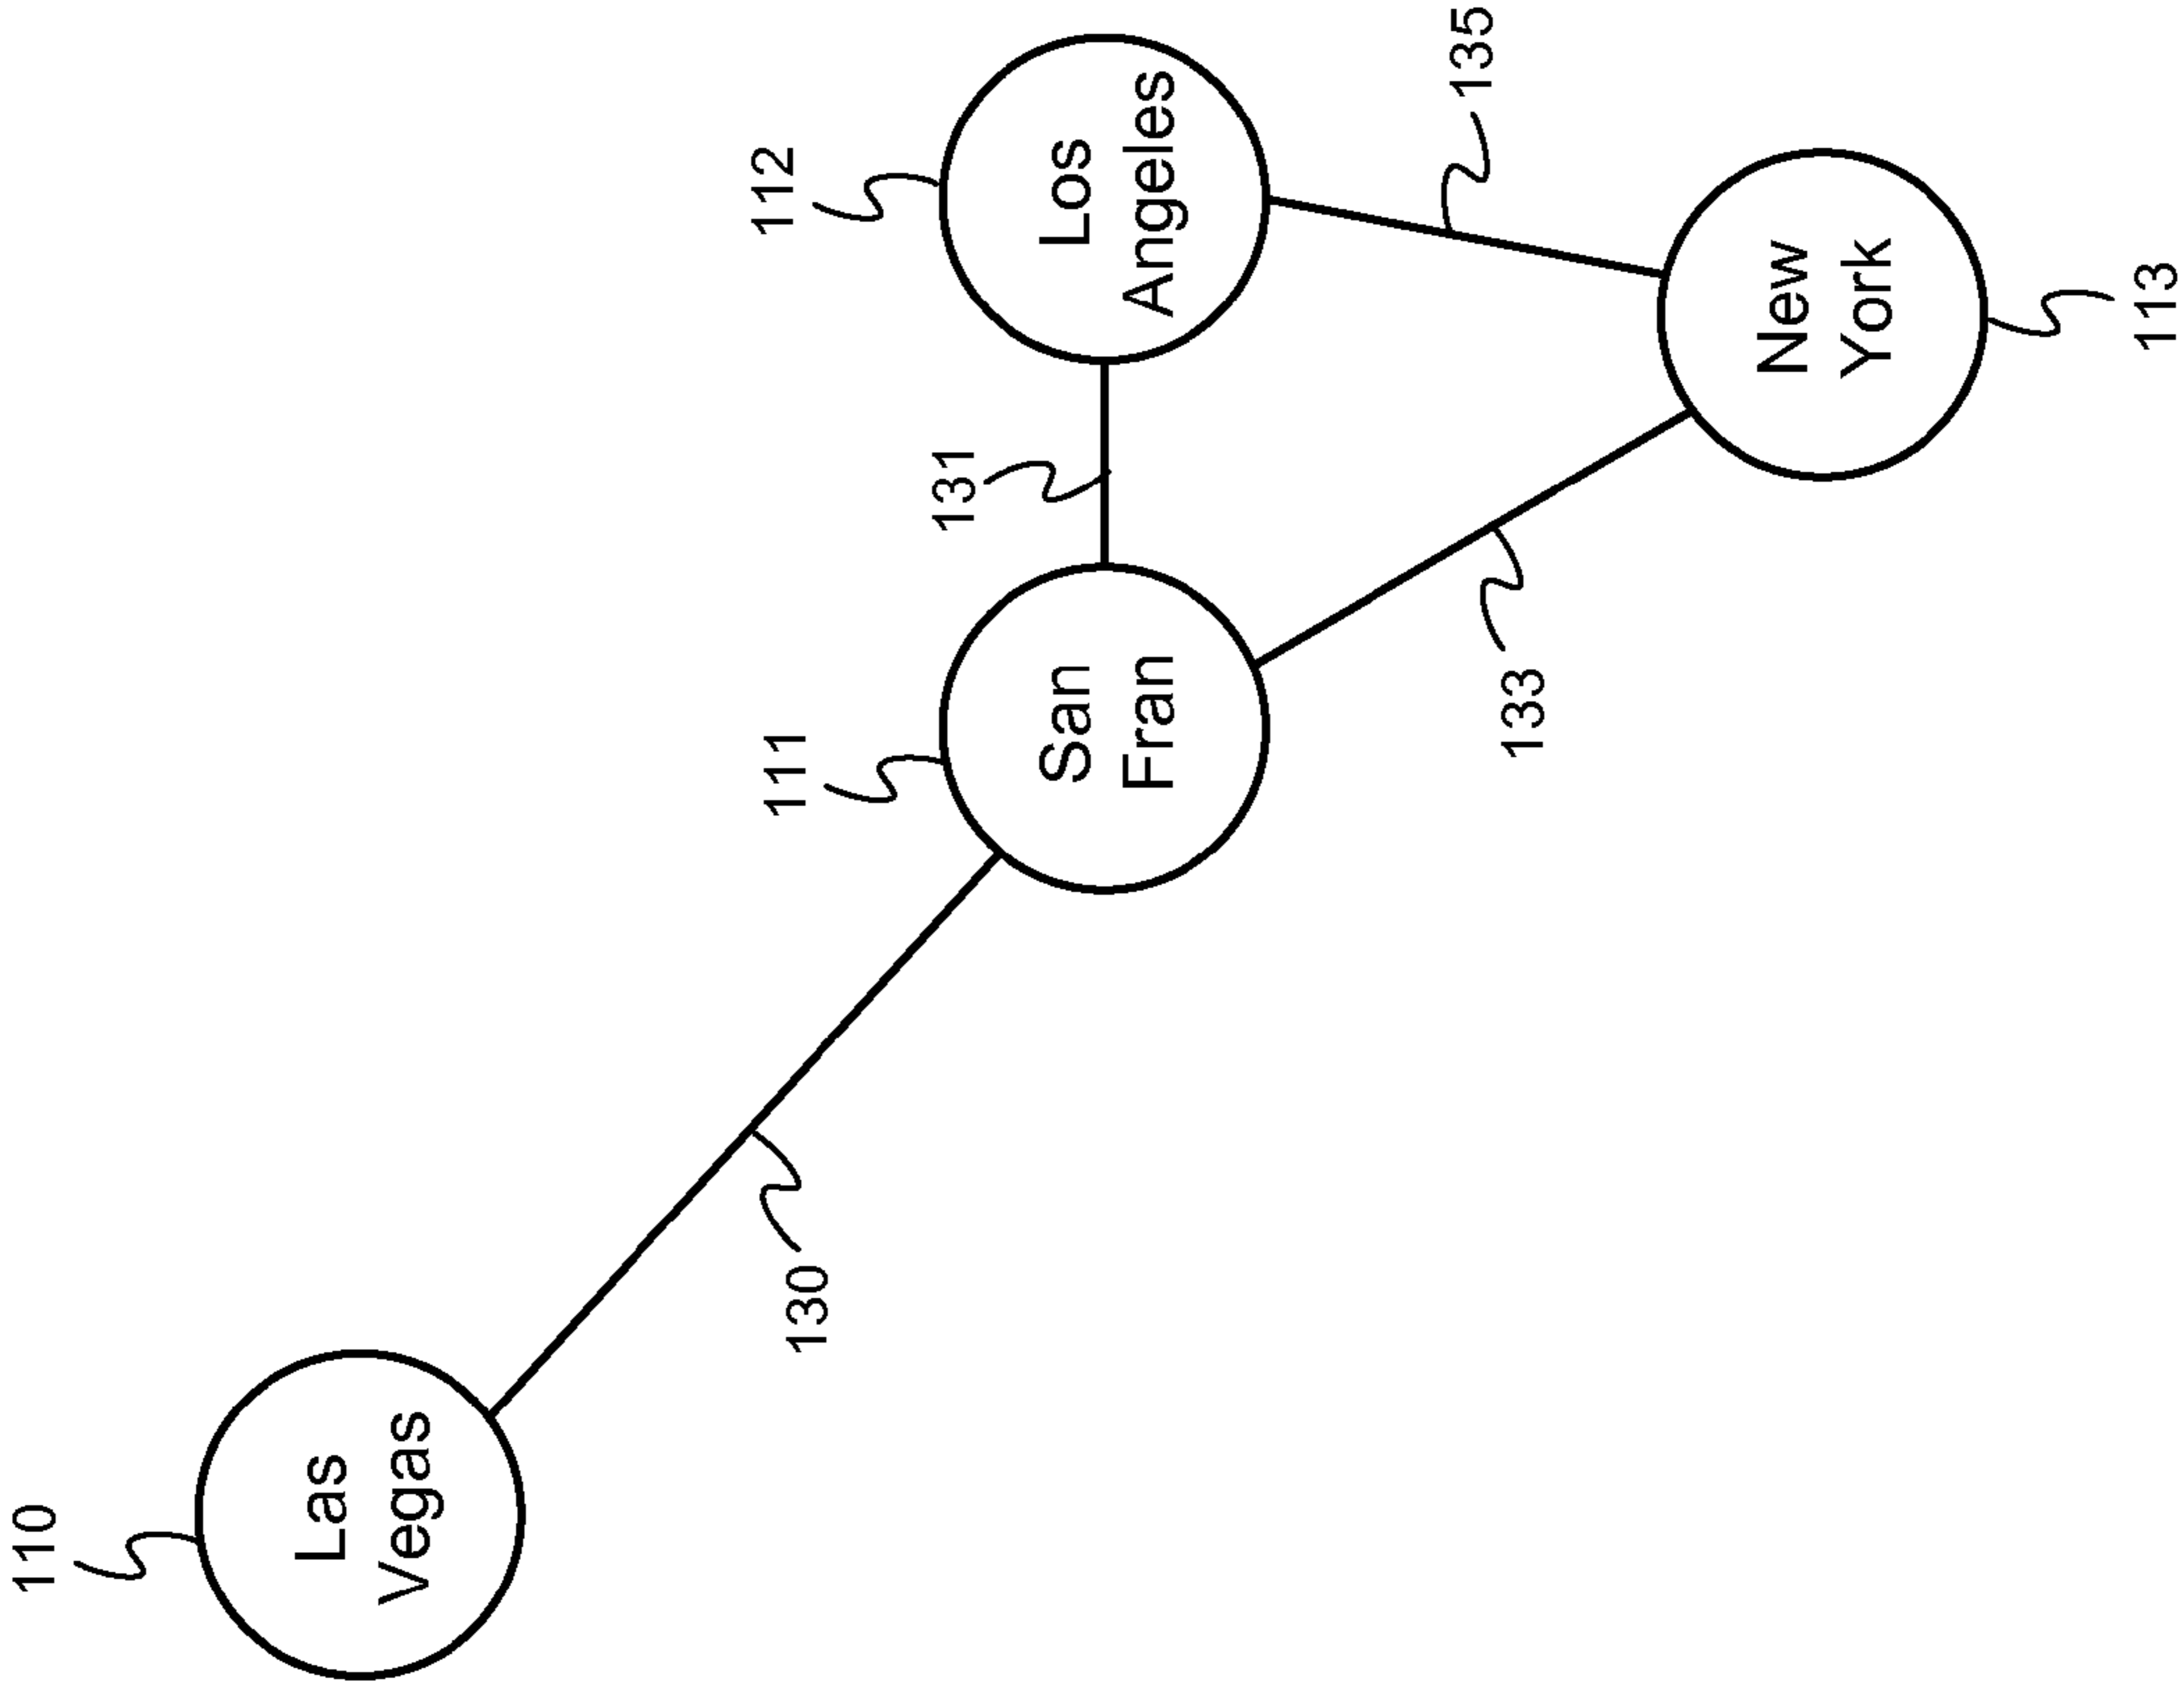 110
Las
Vegas
130
111
San
Fran
131
133
112
Los
Angeles
135
New
York
113